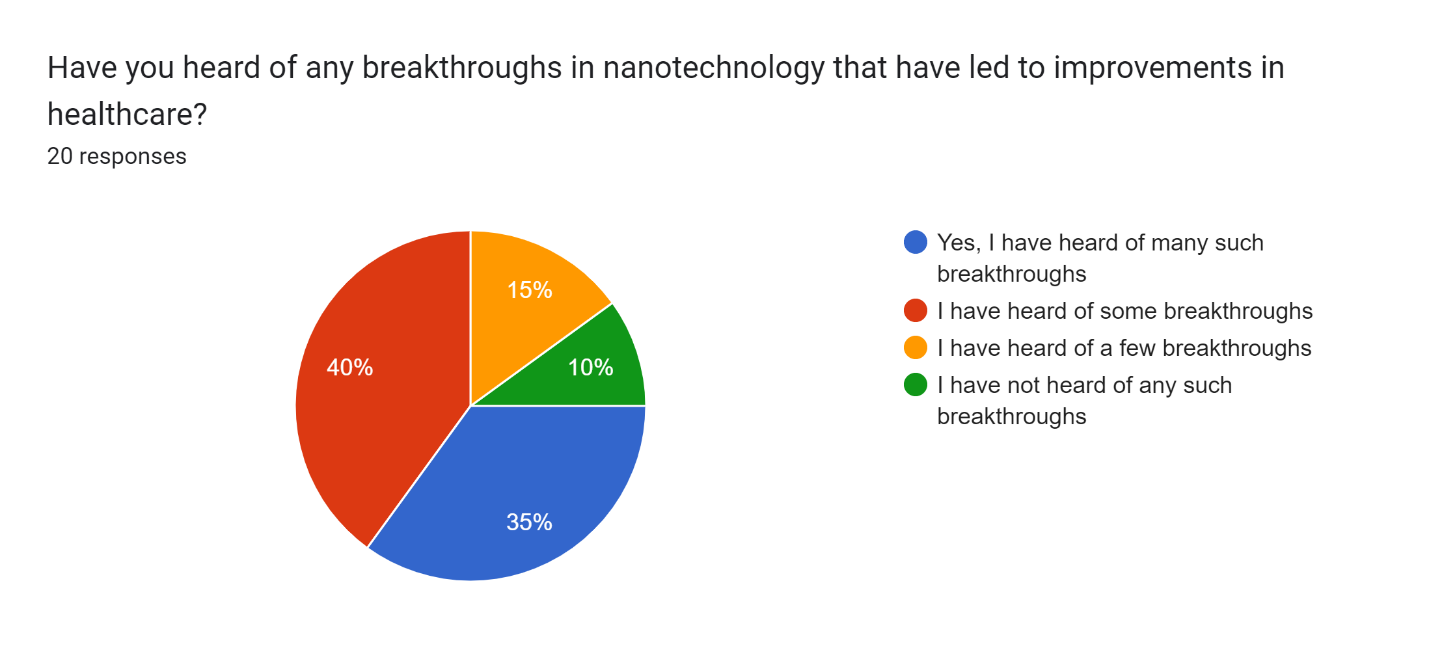 Have you heard of any breakthroughs in nanotechnology that have led to improvements in
healthcare?
20 responses
15%
10%
40%
35%
Yes, I have heard of many such
breakthroughs
I have heard of some breakthroughs
I have heard of a few breakthroughs
I have not heard of any such
breakthroughs